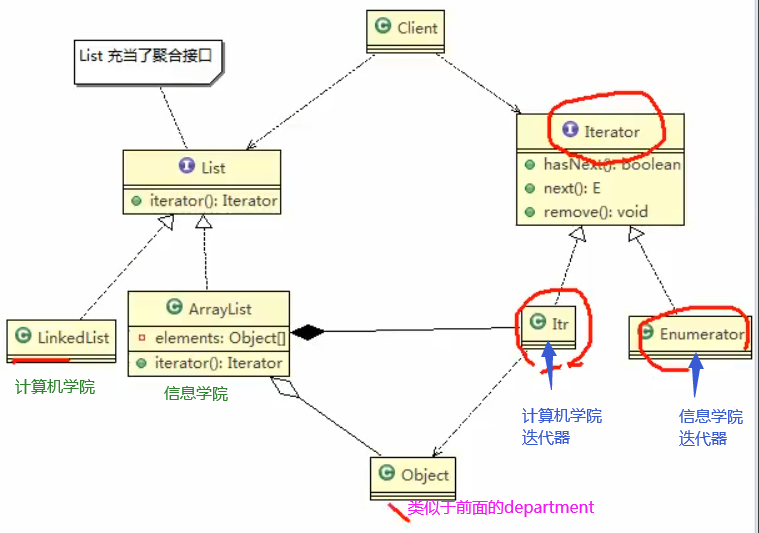 Client
List 充当了聚合接口
Iterator
hasNext(): boolean
next(): E
remove(): void
List
iterator(): Iterator
LinkedList
计算机学院
ArrayList
elements: Object[]
iterator(): Iterator
信息学院
Itr
计算机学院
迭代器
Enumerator
信息学院
迭代器
Object
类似于前面的department